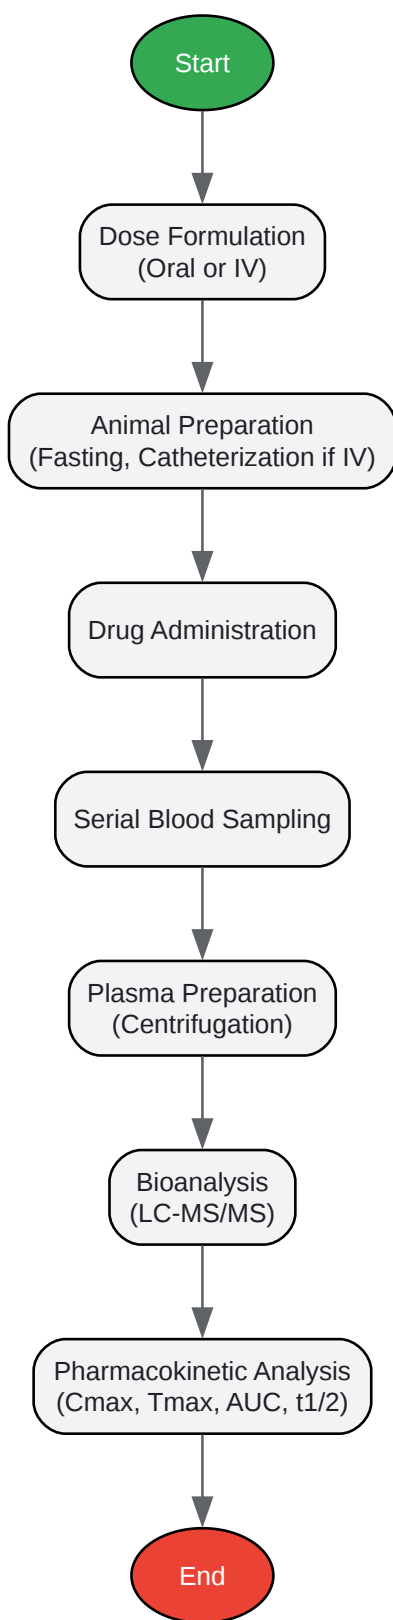 Start
Dose Formulation
(Oral or IV)
Animal Preparation
(Fasting, Catheterization if IV)
Drug Administration
Serial Blood Sampling
Plasma Preparation
(Centrifugation)
Bioanalysis
(LC-MS/MS)
Pharmacokinetic Analysis
(Cmax, Tmax, AUC, t1/2)
End